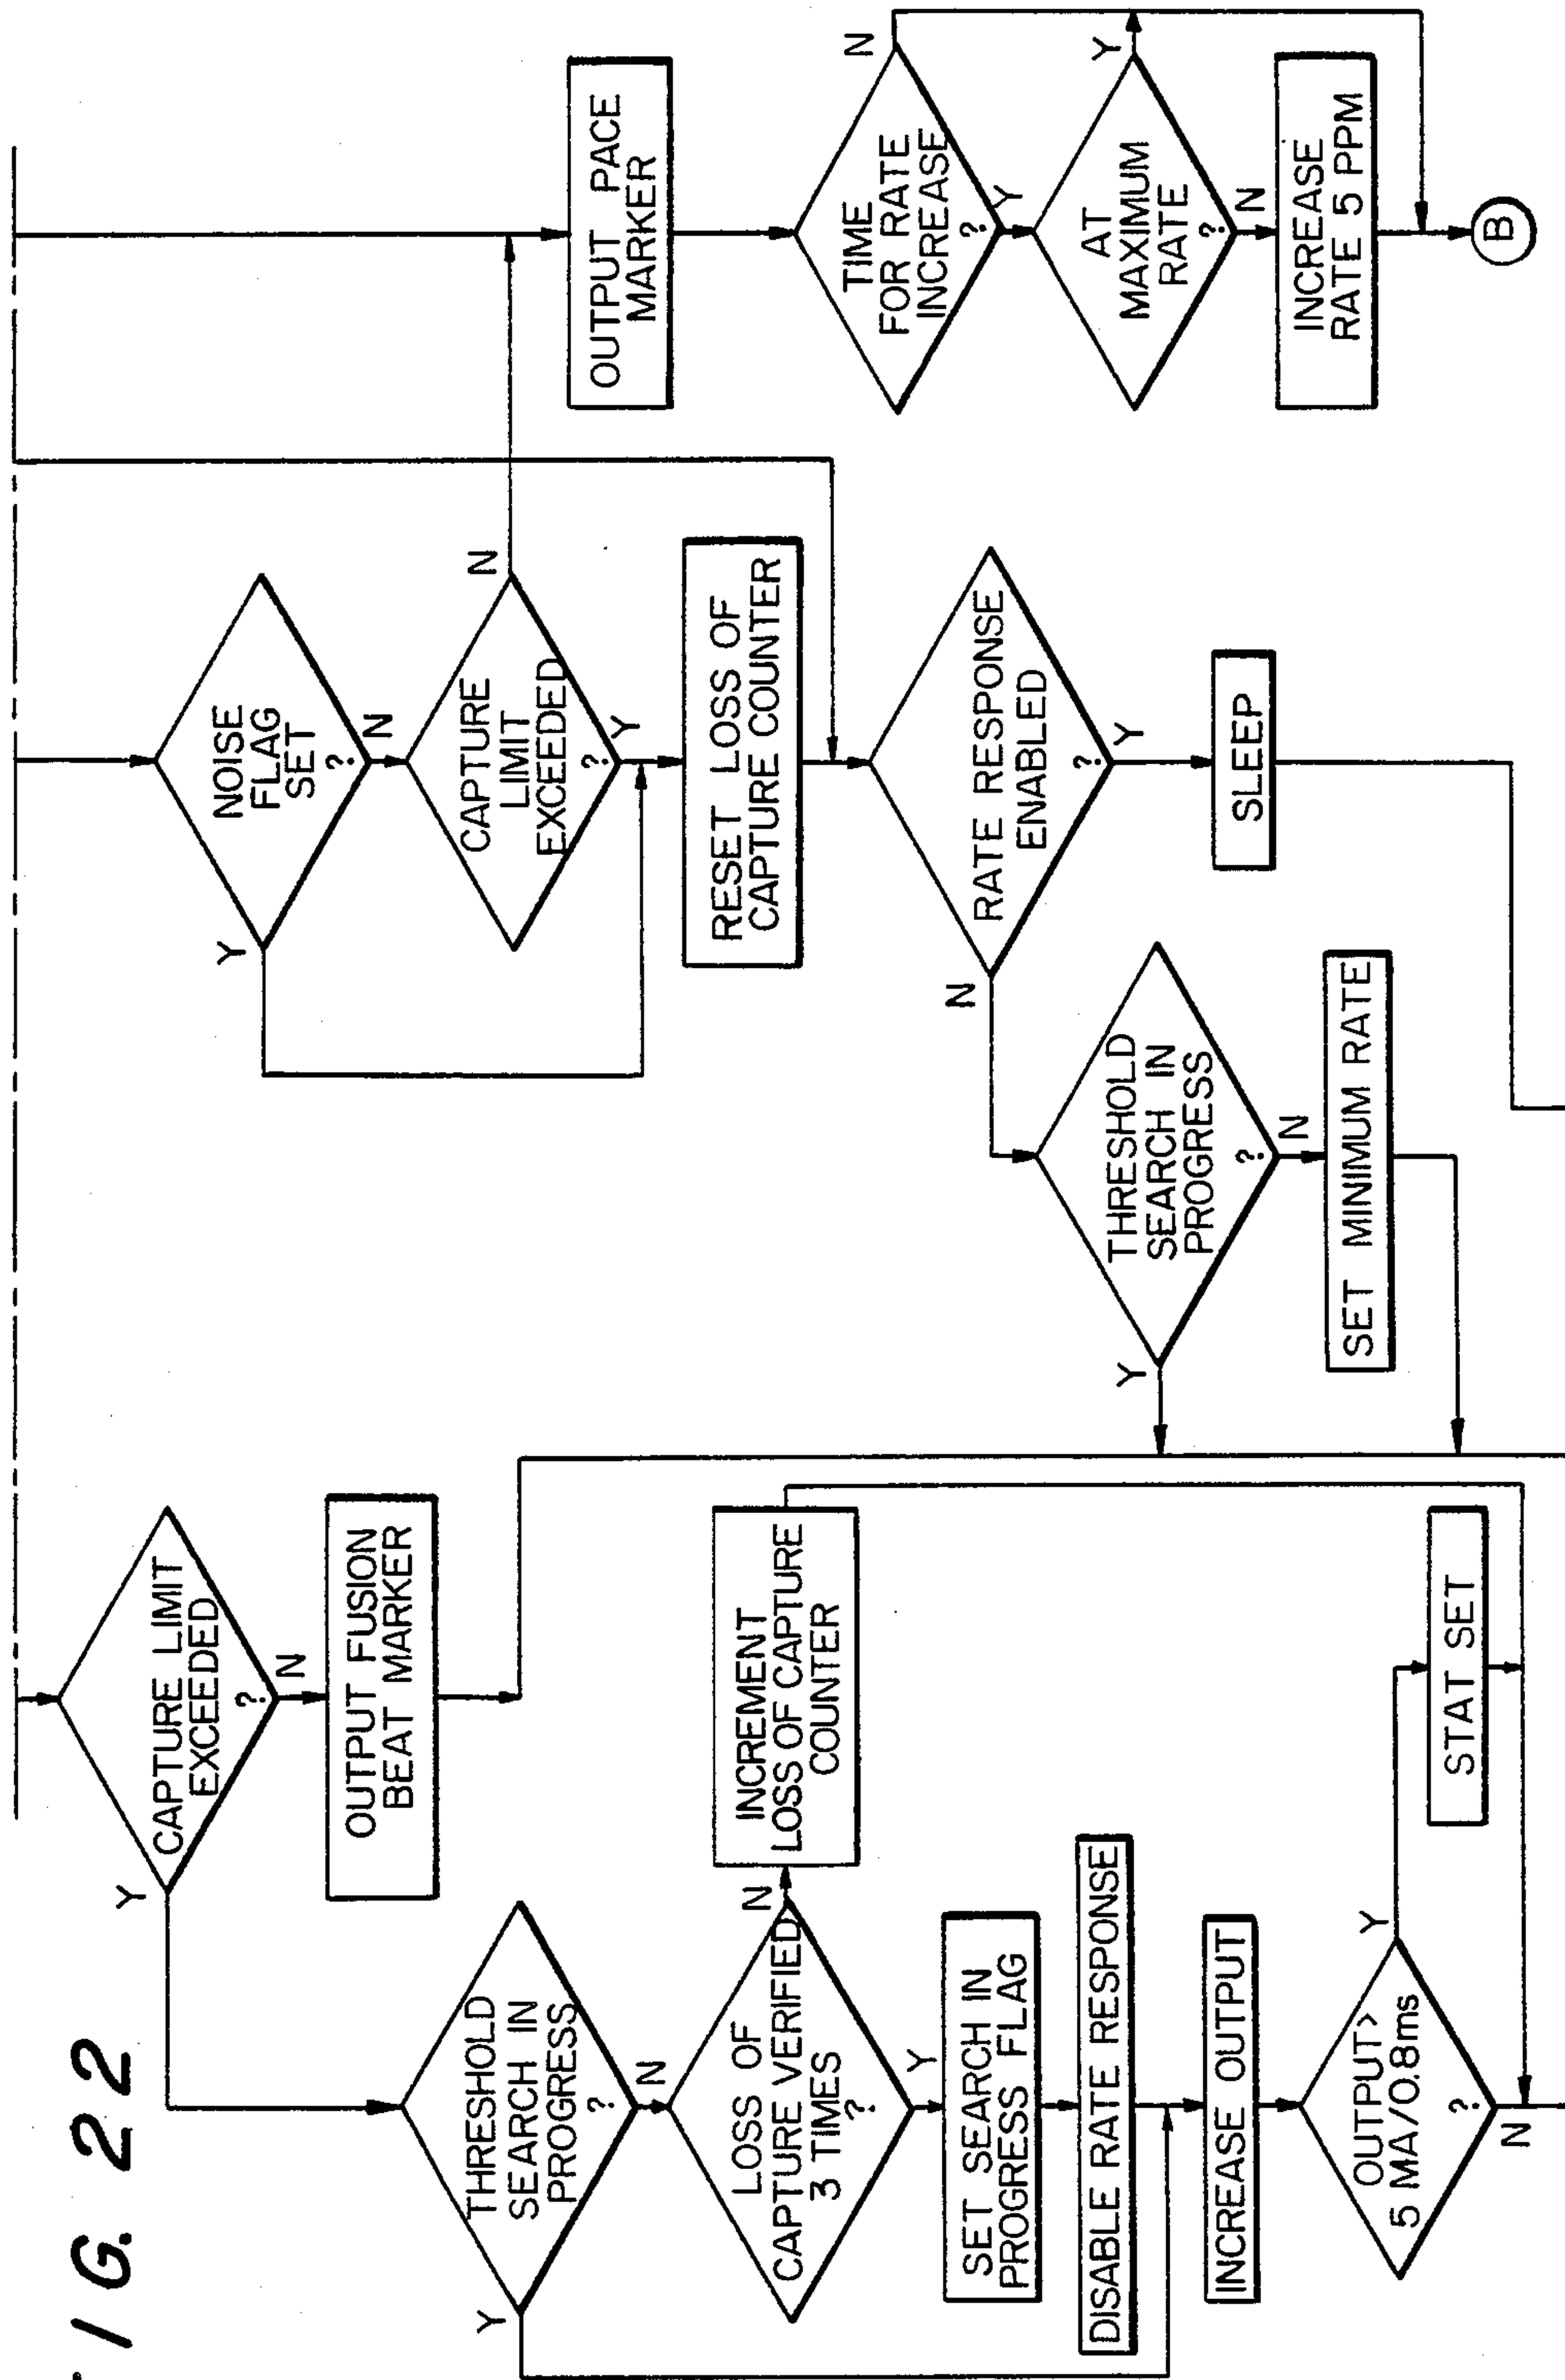 FIG. 22
CAPTURE LIMIT
EXCEEDED
?
Y
N
OUTPUT FUSION
BEAT MARKER
THRESHOLD
SEARCH IN
PROGRESS
?
Y
N
LOSS OF
CAPTURE VERIFIED
3 TIMES
?
N
Y
INCREMENT
LOSS OF CAPTURE
COUNTER
SET SEARCH IN
PROGRESS FLAG
DISABLE RATE RESPONSE
INCREASE OUTPUT
OUTPUT>
5 MA/0.8ms
?
Y
N
STAT SET
NOISE
FLAG
SET
?
Y
N
CAPTURE
LIMIT
EXCEEDED
?
N
Y
RESET LOSS OF
CAPTURE COUNTER
RATE RESPONSE
ENABLED
?
N
Y
SLEEP
THRESHOLD
SEARCH IN
PROGRESS
?
Y
N
SET MINIMUM RATE
OUTPUT PACE
MARKER
TIME
FOR RATE
INCREASE
?
N
Y
AT
MAXIMUM
RATE
?
Y
N
INCREASE
RATE 5 PPM
B